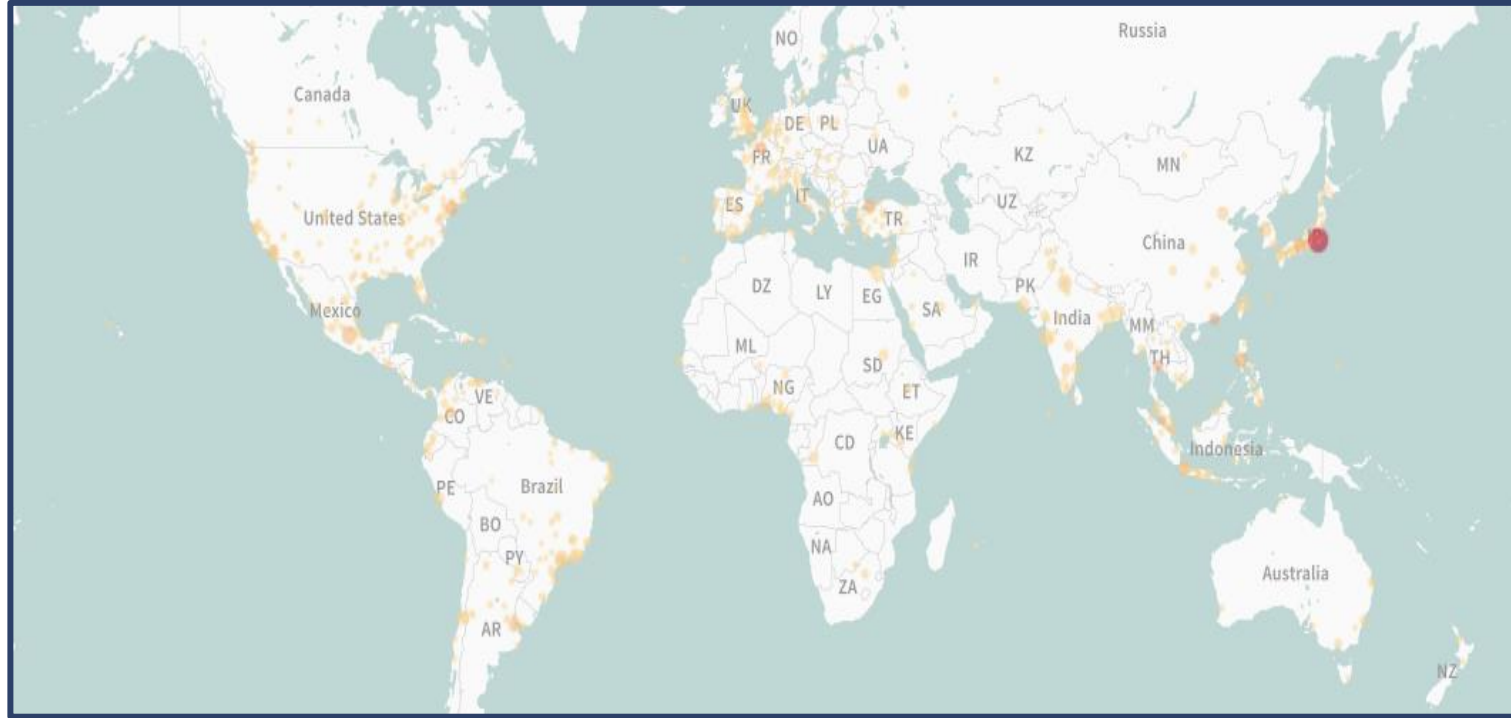 NO
Russia
Canada
UK
DE
PL
FR
UA
KZ
MN
ES
IT
TR
UZ
United States
China
IR
DZ
LY
EG
PK
SA
India
Mexico
ML
SD
MM
TH
NG
ET
VE
CO
CD
KE
Indonesia
PE
Brazil
AO
BO
NA
PY
ZA
Australia
AR
NZ